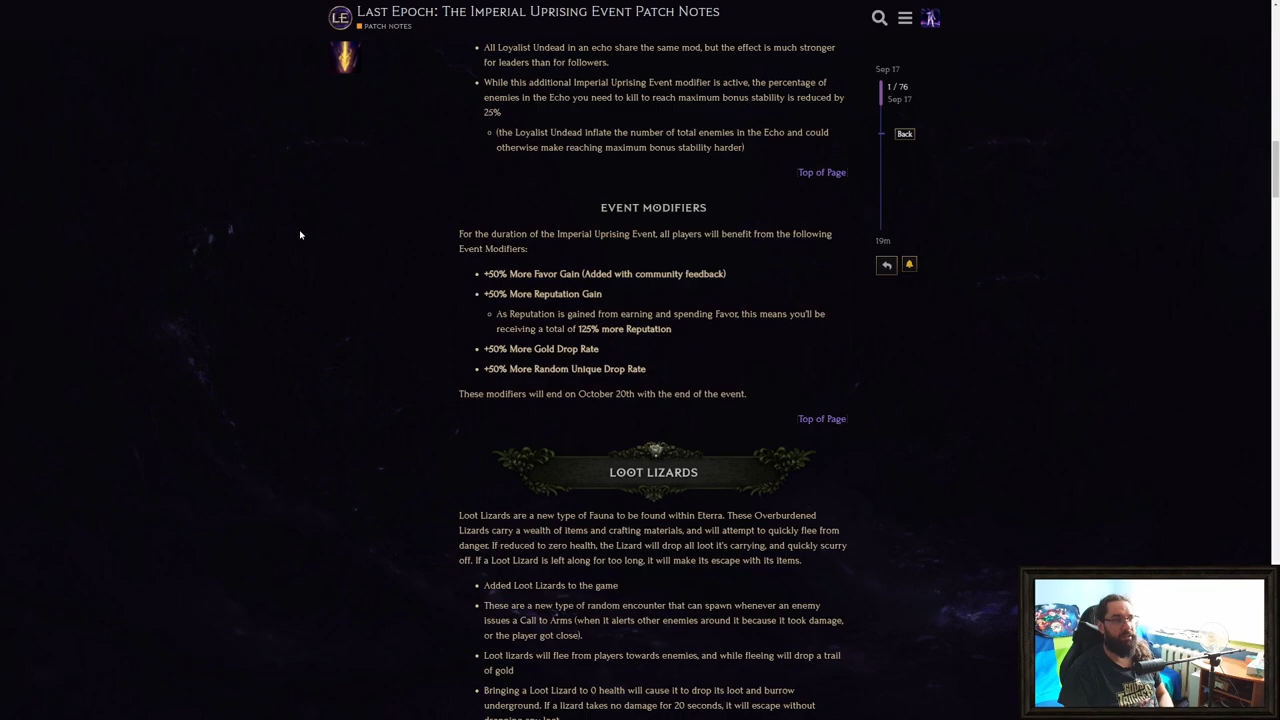 LAST EPOCH: THE IMPERIAL UPRISING EVENT PATCH NOTES
PATCH NOTES
All Loyalist Undead in an echo share the same mod, but the effect is much stronger
for leaders than for followers.
While this additional Imperial Uprising Event modifier is active, the percentage of
enemies in the Echo you need to kill to reach maximum bonus stability is reduced by
25%
(the Loyalist Undead inflate the number of total enemies in the Echo and could
otherwise make reaching maximum bonus stability harder)
Top of Page
EVENT MODIFIERS
For the duration of the Imperial Uprising Event, all players will benefit from the following
Event Modifiers:
+50% More Favor Gain (Added with community feedback)
+50% More Reputation Gain
As Reputation is gained from earning and spending Favor, this means you'll be
receiving a total of 125% more Reputation
+50% More Gold Drop Rate
+50% More Random Unique Drop Rate
These modifiers will end on October 20th with the end of the event.
Top of Page
LOOT LIZARDS
Loot Lizards are a new type of Fauna to be found within Eterra. These Overburdened
Lizards carry a wealth of items and crafting materials, and will attempt to quickly flee from
danger. If reduced to zero health, the Lizard will drop all loot it's carrying, and quickly scurry
off. If a Loot Lizard is left along for too long, it will make its escape with its items.
Added Loot Lizards to the game
These are a new type of random encounter that can spawn whenever an enemy
issues a Call to Arms (when it alerts other enemies around it because it took damage,
or the player got close).
Loot lizards will flee from players towards enemies, and while fleeing will drop a trail
of gold
Bringing a Loot Lizard to 0 health will cause it to drop its loot and burrow
underground. If a lizard takes no damage for 20 seconds, it will escape without
dropping any loot
Sep 17
1 / 76
Sep 17
Back
19m
LE